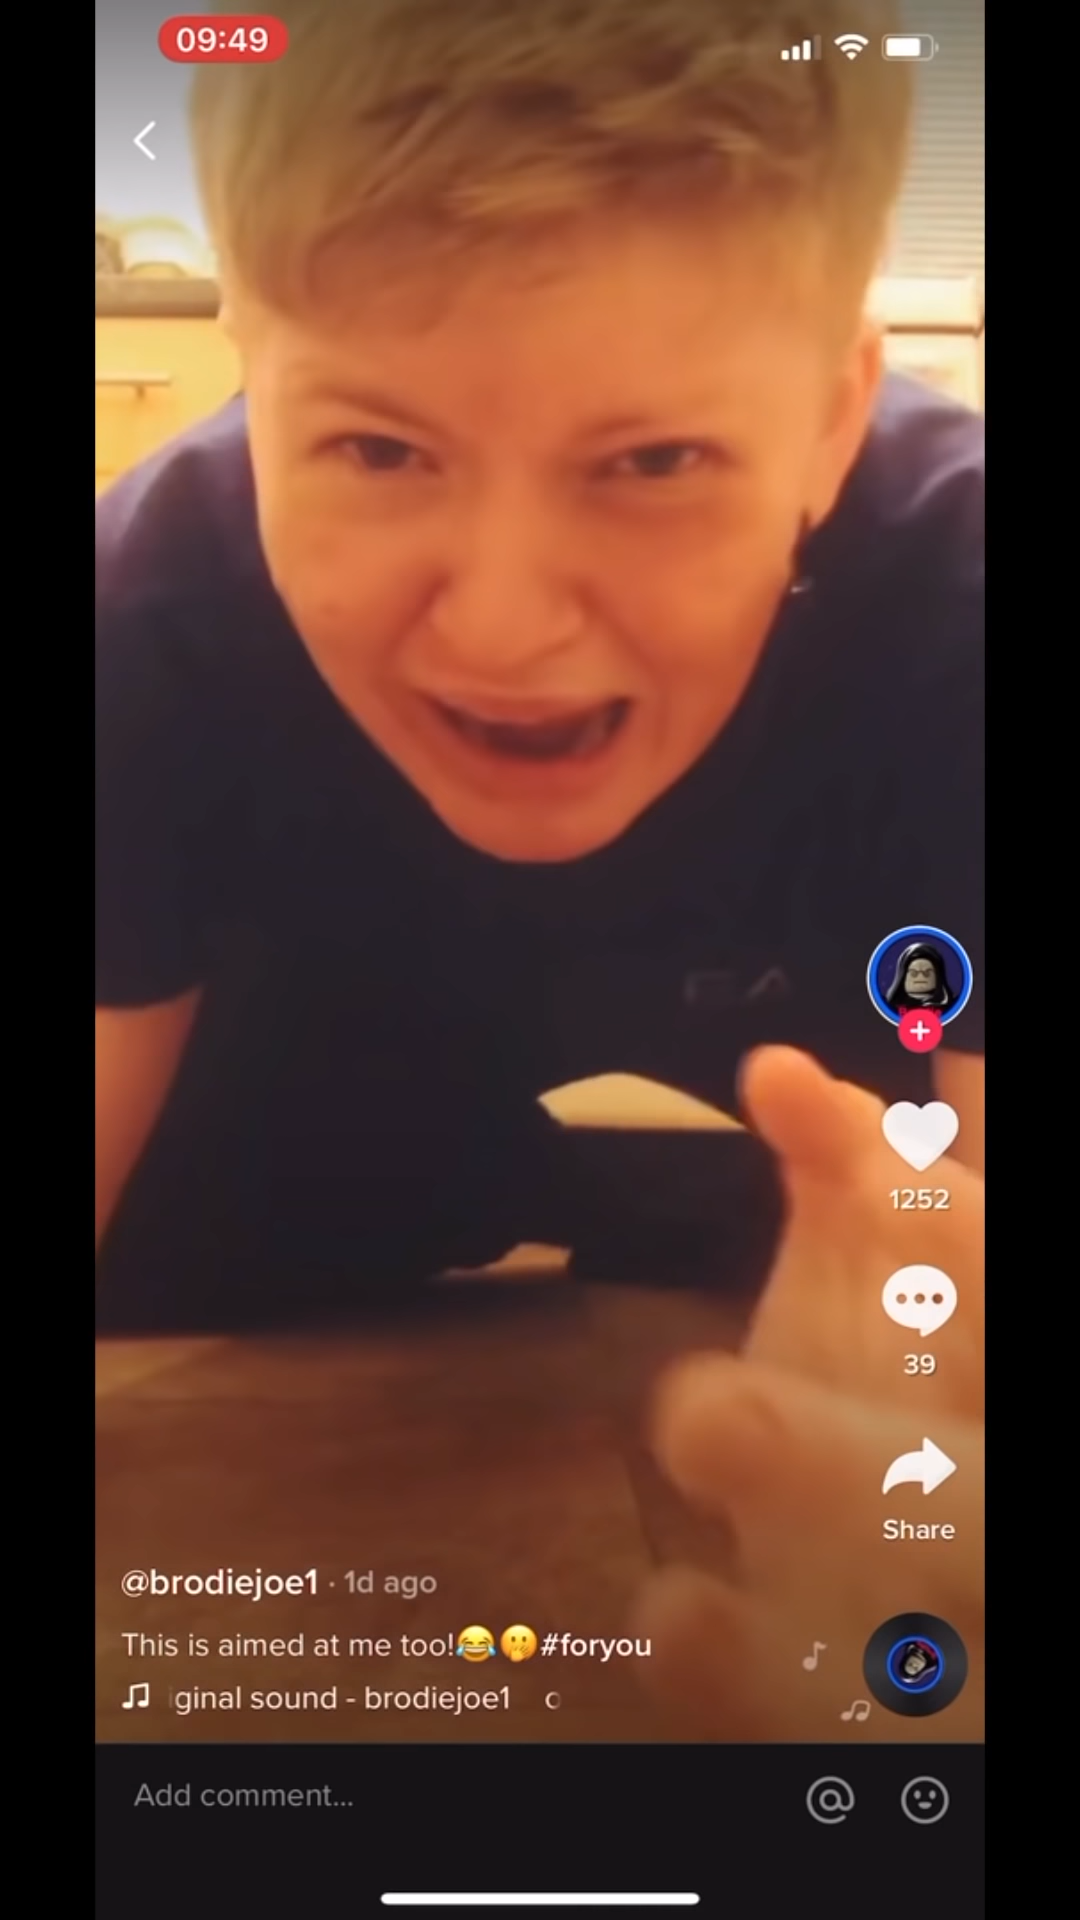 09:49
EA
1252
39
Share
@brodiejoe1 · 1d ago
This is aimed at me too!😂🤭#foryou
ginal sound - brodiejoe1
Add comment...